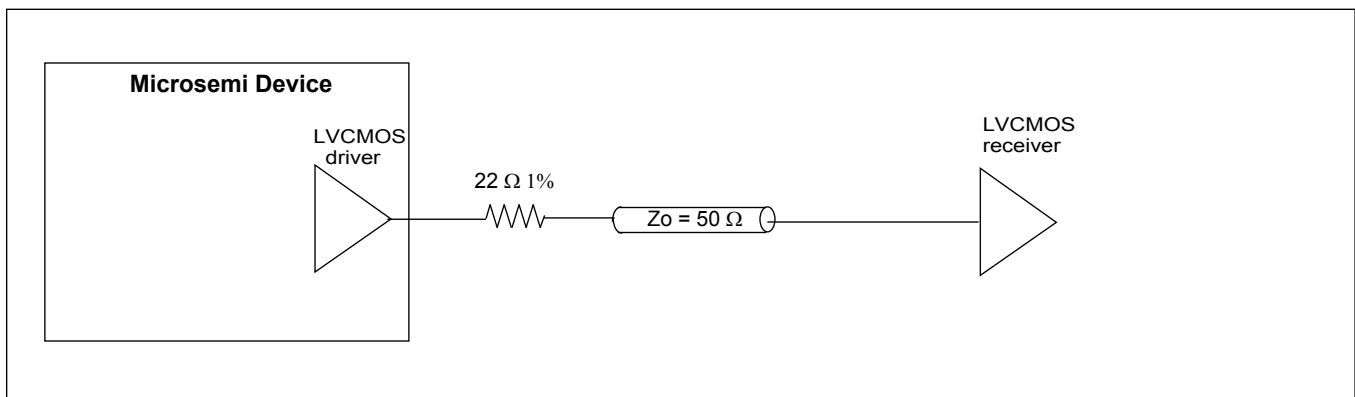 Microsemi Device
LVCMOS
driver
22 Ω 1%
Zo = 50 Ω
LVCMOS
receiver